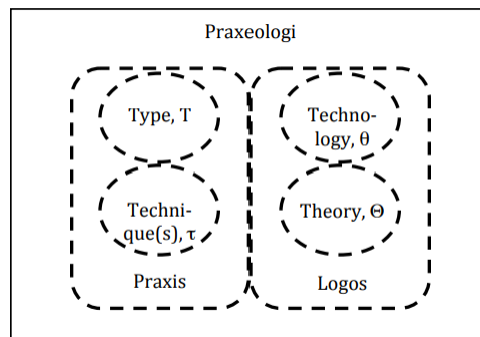 Praxeologi
Type, T
Techno-
logy, θ
Techni-
que(s), τ
Theory, Θ
Praxis
Logos